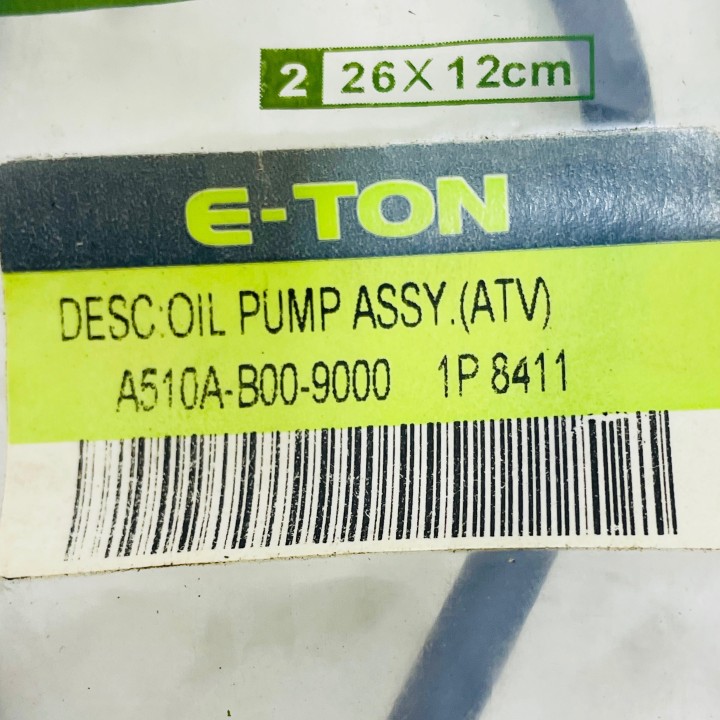 2 26X12cm
E-TON
DESC:OIL PUMP ASSY.(ATV)
A510A-B00-9000 1P 8411